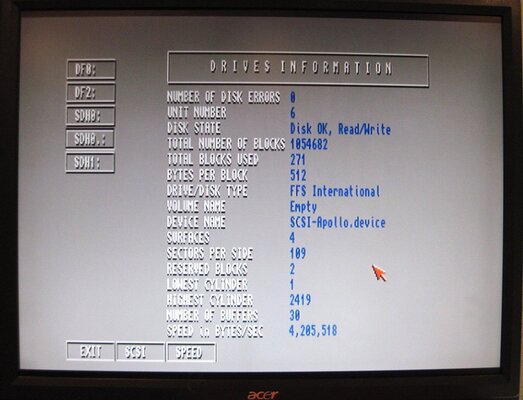 DRIVES INFORMATION
DF0:
DF2:
SDH0:
SDH0.:
SDH1:
NUMBER OF DISK ERRORS 0
UNIT NUMBER 6
DISK STATE Disk OK, Read/Write
TOTAL NUMBER OF BLOCKS 1054682
TOTAL BLOCKS USED 271
BYTES PER BLOCK 512
DRIVE/DISK TYPE FFS International
VOLUME NAME Empty
DEVICE NAME SCSI-Apollo.device
SURFACES 4
SECTORS PER SIDE 109
RESERVED BLOCKS 2
LOWEST CYLINDER 1
HIGHEST CYLINDER 2419
NUMBER OF BUFFERS 30
SPEED in BYTES/SEC 4,205,518
EXIT SCSI SPEED
acer